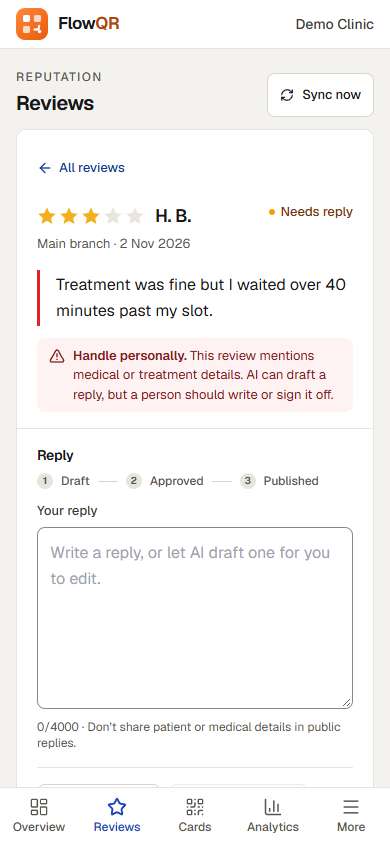 FlowQR
Demo Clinic
REPUTATION
Reviews
Sync now
All reviews
H. B.
Needs reply
Main branch · 2 Nov 2026
Treatment was fine but I waited over 40
minutes past my slot.
Handle personally. This review mentions
medical or treatment details. AI can draft a
reply, but a person should write or sign it off.
Reply
1 Draft
2 Approved
3 Published
Your reply
Write a reply, or let AI draft one for you
to edit.
0/4000 · Don't share patient or medical details in public
replies.
Overview
Reviews
Cards
Analytics
More